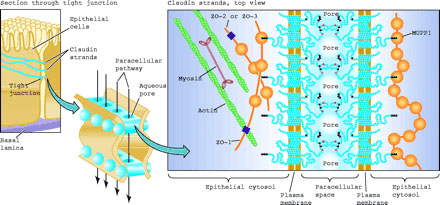 Section through tight junction
Epithelial
cells
Claudin
strands
Tight
junction
Basal
lamina
Paracellular
pathway
Aqueous
pore
Claudin strands, top view
ZO-2 or ZO-3
Myosin
Actin
ZO-1
Pore
Pore
Pore
Pore
Pore
Pore
MUPP1
Epithelial cytosol
Plasma
membrane
Paracellular
space
Plasma
membrane
Epithelial
cytosol